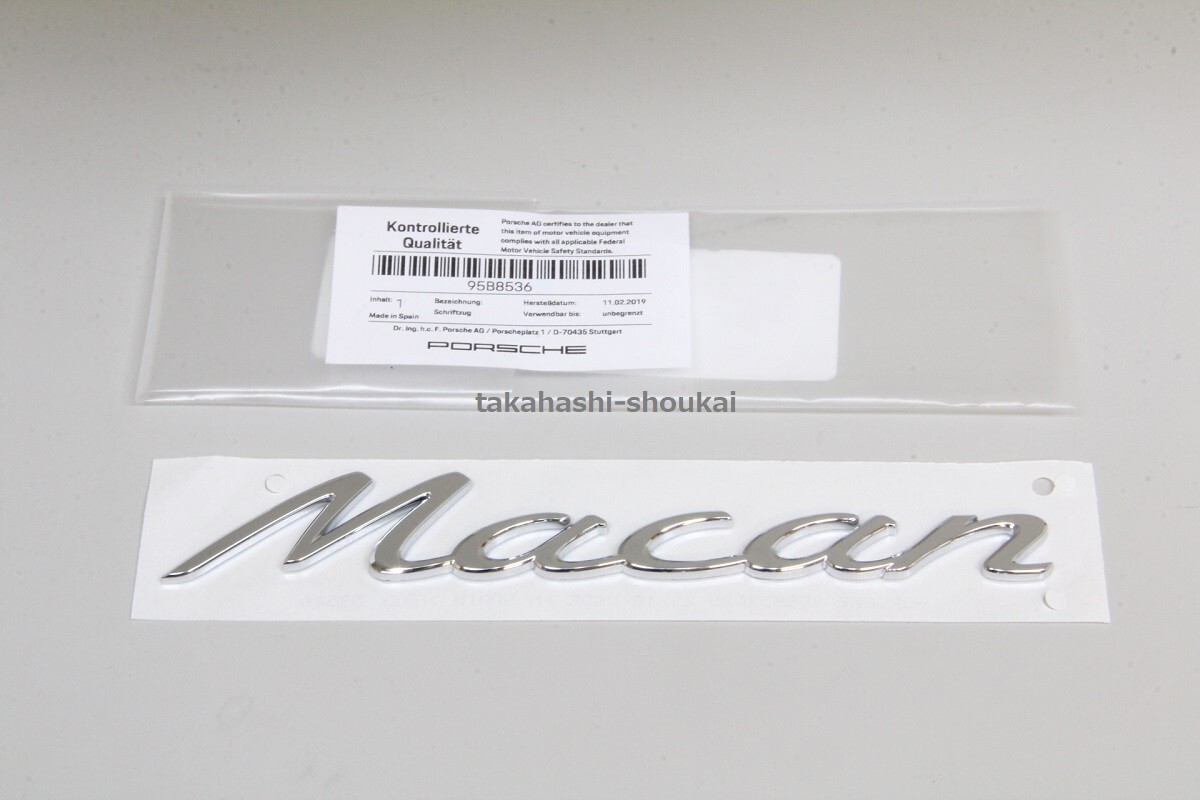 Kontrollierte
Qualität
Porsche AG certifies to the dealer that
this item of motor vehicle equipment
complies with all applicable Federal
Motor Vehicle Safety Standards.
95B8536
Inhalt: 1
Bezeichnung:
Herstelldatum: 11.02.2019
Made in Spain
Schriftzug
Verwendbar bis: unbegrenzt
Dr. Ing. h.c. F. Porsche AG / Porscheplatz 1 / D-70435 Stuttgart
PORSCHE
takahashi-shoukai
Macan